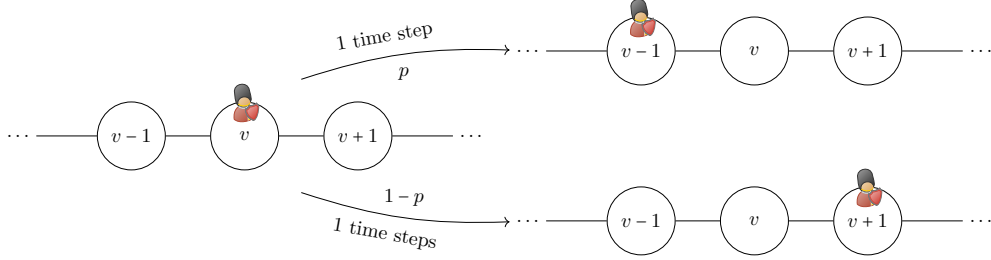 1 time step
p
⋯ v − 1 v v + 1 ⋯
⋯ v − 1 v v + 1 ⋯
1 − p
1 time steps
⋯ v − 1 v v + 1 ⋯